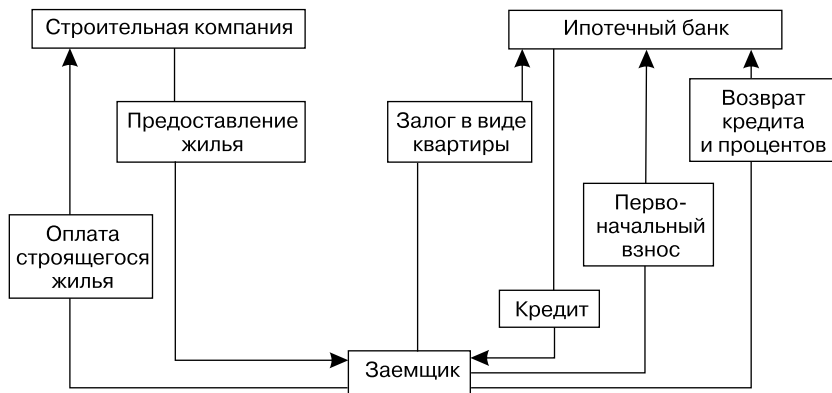 Строительная компания
Ипотечный банк
Предоставление
жилья
Залог в виде
квартиры
Возврат
кредита
и процентов
Оплата
строящегося
жилья
Перво-
начальный
взнос
Кредит
Заемщик